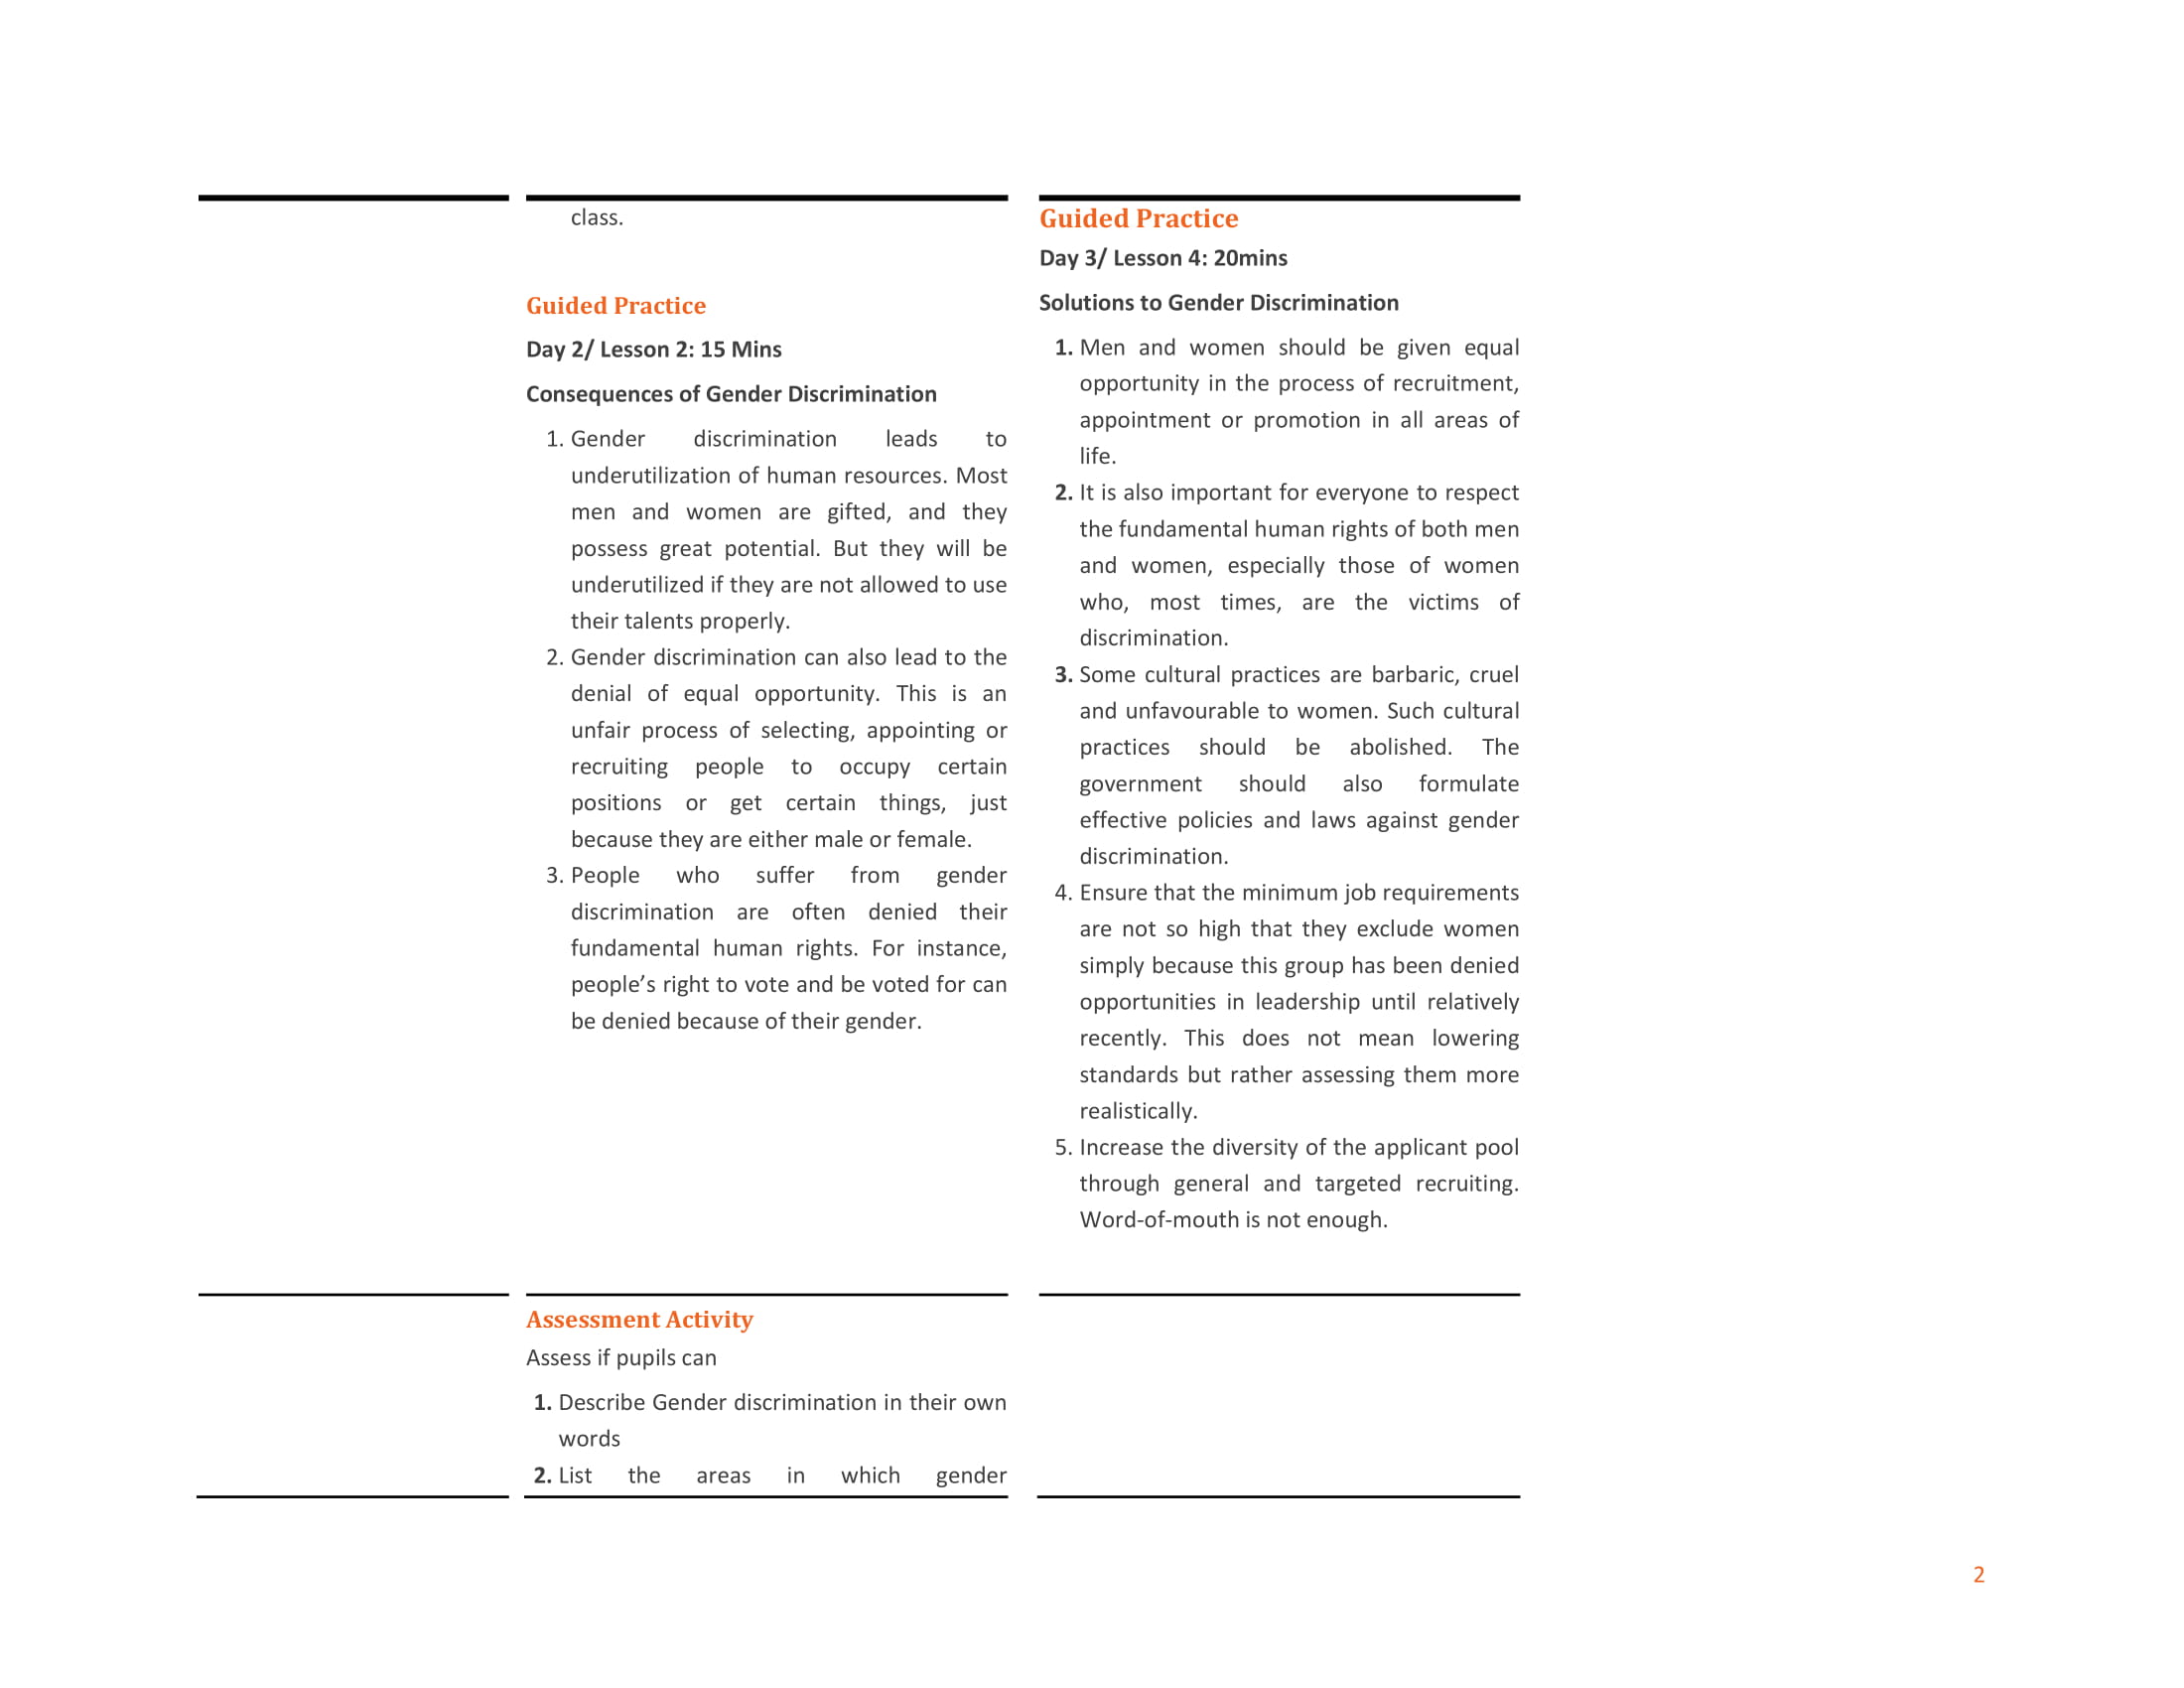 class.
Guided Practice
Day 2/ Lesson 2: 15 Mins
Consequences of Gender Discrimination
1. Gender discrimination leads to
underutilization of human resources. Most
men and women are gifted, and they
possess great potential. But they will be
underutilized if they are not allowed to use
their talents properly.
2. Gender discrimination can also lead to the
denial of equal opportunity. This is an
unfair process of selecting, appointing or
recruiting people to occupy certain
positions or get certain things, just
because they are either male or female.
3. People who suffer from gender
discrimination are often denied their
fundamental human rights. For instance,
people’s right to vote and be voted for can
be denied because of their gender.
Guided Practice
Day 3/ Lesson 4: 20mins
Solutions to Gender Discrimination
1. Men and women should be given equal
opportunity in the process of recruitment,
appointment or promotion in all areas of
life.
2. It is also important for everyone to respect
the fundamental human rights of both men
and women, especially those of women
who, most times, are the victims of
discrimination.
3. Some cultural practices are barbaric, cruel
and unfavourable to women. Such cultural
practices should be abolished. The
government should also formulate
effective policies and laws against gender
discrimination.
4. Ensure that the minimum job requirements
are not so high that they exclude women
simply because this group has been denied
opportunities in leadership until relatively
recently. This does not mean lowering
standards but rather assessing them more
realistically.
5. Increase the diversity of the applicant pool
through general and targeted recruiting.
Word-of-mouth is not enough.
Assessment Activity
Assess if pupils can
1. Describe Gender discrimination in their own
words
2. List the areas in which gender
2